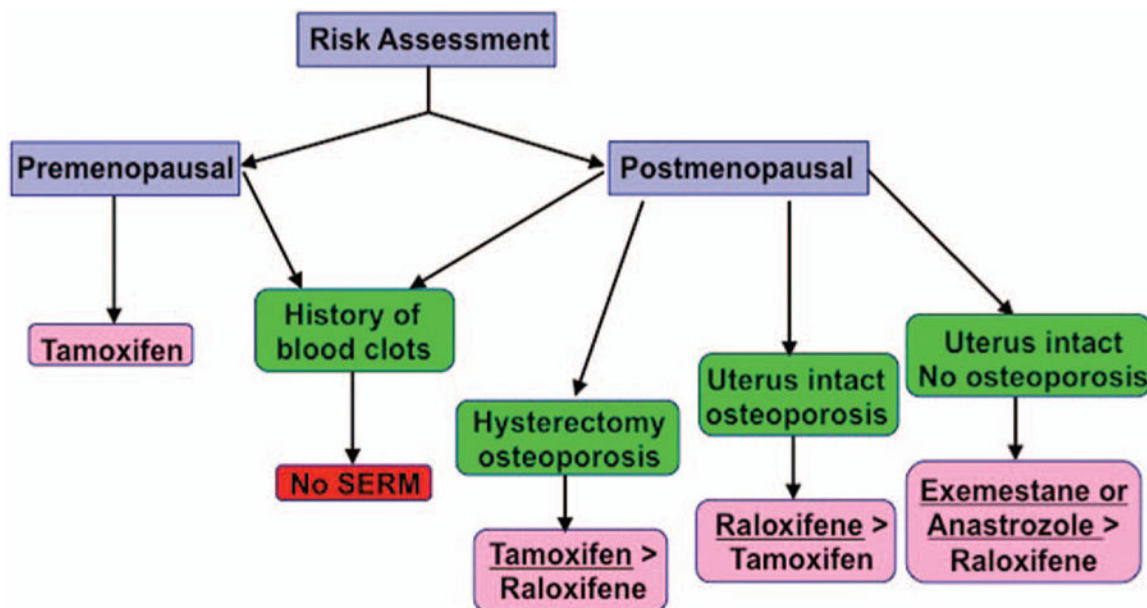 Risk Assessment
Premenopausal
Postmenopausal
Tamoxifen
History of
blood clots
No SERM
Hysterectomy
osteoporosis
Tamoxifen >
Raloxifene
Uterus intact
osteoporosis
Raloxifene >
Tamoxifen
Uterus intact
No osteoporosis
Exemestane or
Anastrozole >
Raloxifene